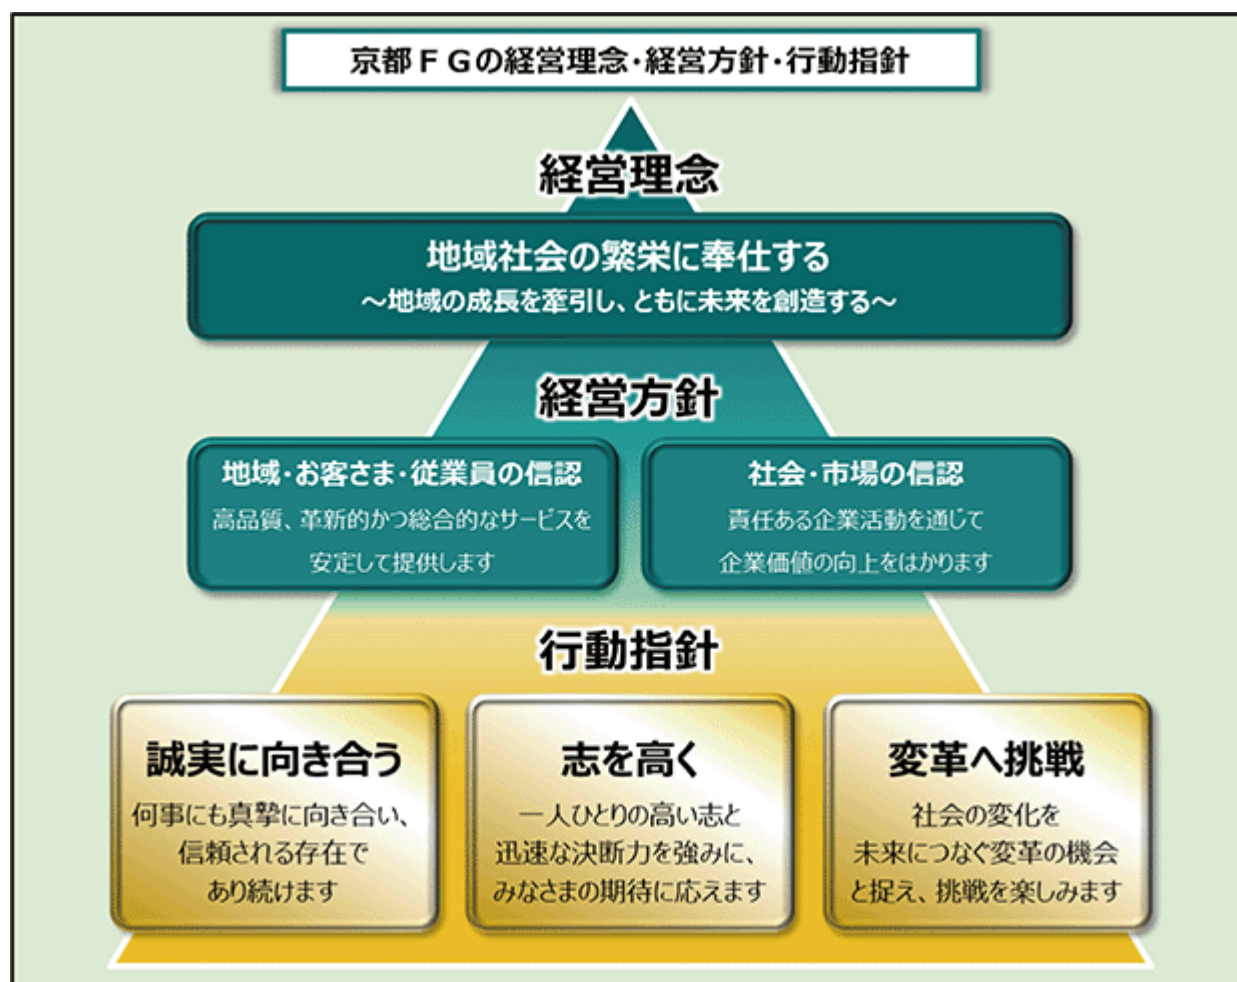 京都ＦＧの経営理念・経営方針・行動指針
経営理念
地域社会の繁栄に奉仕する
～地域の成長を牽引し、ともに未来を創造する～
経営方針
地域・お客さま・従業員の信認
高品質、革新的かつ総合的なサービスを
安定して提供します
社会・市場の信認
責任ある企業活動を通じて
企業価値の向上をはかります
行動指針
誠実に向き合う
何事にも真摯に向き合い、
信頼される存在で
あり続けます
志を高く
一人ひとりの高い志と
迅速な決断力を強みに、
みなさまの期待に応えます
変革へ挑戦
社会の変化を
未来につなぐ変革の機会
と捉え、挑戦を楽しみます